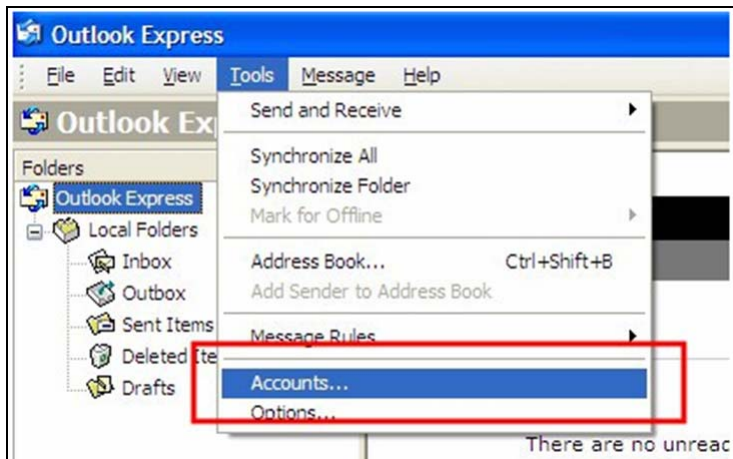 Outlook Express
File Edit View Tools Message Help
Outlook Ex
Send and Receive
Folders
Synchronize All
Outlook Express
Synchronize Folder
Local Folders
Mark for Offline
Inbox
Address Book... Ctrl+Shift+B
Outbox
Add Sender to Address Book
Sent Items
Message Rules
Deleted Ite
Drafts
Accounts...
Options...
There are no unreac